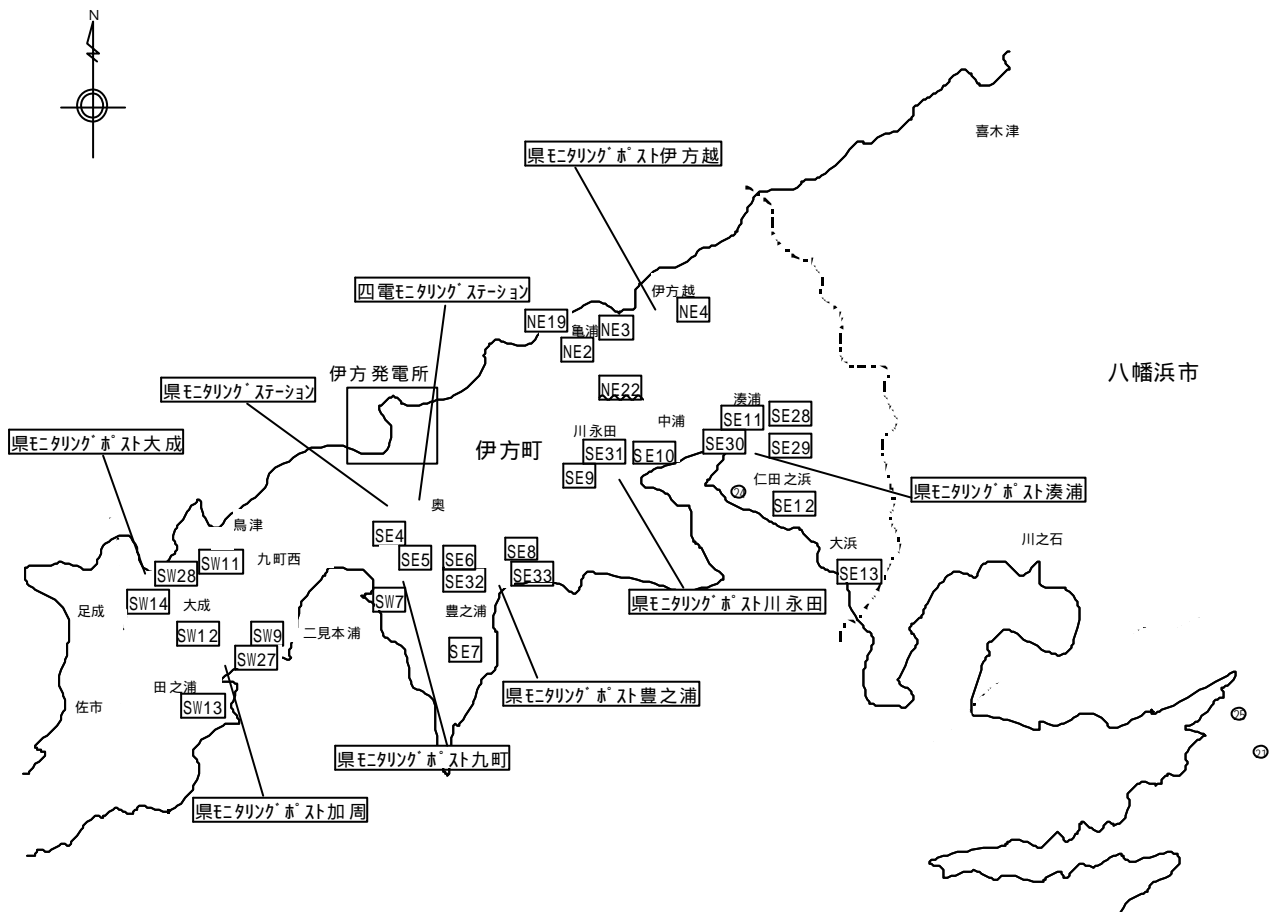 N
喜木津
県モニタリングポスト伊方越
四電モニタリングステーション
伊方越
NE4
NE19
亀浦
NE3
NE2
伊方発電所
八幡浜市
県モニタリングステーション
NE22
湊浦
SE11
SE28
中浦
川永田
県モニタリングポスト大成
伊方町
SE31
SE10
SE30
SE29
SE9
仁田之浜
県モニタリングポスト湊浦
SE12
奥
鳥津
SE4
大浜
川之石
九町西
SW11
SE5
SE6
SE8
SW28
SE32
SE33
SE13
足成
SW14
大成
SW7
豊之浦
県モニタリングポスト川永田
SW12
SW9
二見本浦
SE7
SW27
田之浦
県モニタリングポスト豊之浦
佐市
SW13
県モニタリングポスト九町
県モニタリングポスト加周